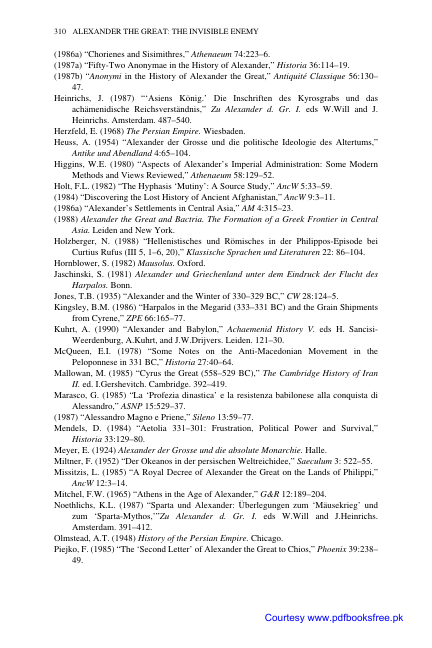 310 ALEXANDER THE GREAT: THE INVISIBLE ENEMY
(1986a) “Chorienes and Sisimithres,” Athenaeum 74:223–6.
(1987a) “Fifty-Two Anonymae in the History of Alexander,” Historia 36:114–19.
(1987b) “Anonymi in the History of Alexander the Great,” Antiquité Classique 56:130–
47.
Heinrichs, J. (1987) “‘Asiens König.’ Die Inschriften des Kyrosgrabs und das
achämenidische Reichsverständnis,” Zu Alexander d. Gr. I. eds W.Will and J.
Heinrichs. Amsterdam. 487–540.
Herzfeld, E. (1968) The Persian Empire. Wiesbaden.
Heuss, A. (1954) “Alexander der Grosse und die politische Ideologie des Altertums,”
Antike und Abendland 4:65–104.
Higgins, W.E. (1980) “Aspects of Alexander’s Imperial Administration: Some Modern
Methods and Views Reviewed,” Athenaeum 58:129–52.
Holt, F.L. (1982) “The Hyphasis ‘Mutiny’: A Source Study,” AncW 5:33–59.
(1984) “Discovering the Lost History of Ancient Afghanistan,” AncW 9:3–11.
(1986a) “Alexander’s Settlements in Central Asia,” AM 4:315–23.
(1988) Alexander the Great and Bactria. The Formation of a Greek Frontier in Central
Asia. Leiden and New York.
Holzberger, N. (1988) “Hellenistisches und Römisches in der Philippos-Episode bei
Curtius Rufus (III 5, 1–6, 20),” Klassische Sprachen und Literaturen 22: 86–104.
Hornblower, S. (1982) Mausolus. Oxford.
Jaschinski, S. (1981) Alexander und Griechenland unter dem Eindruck der Flucht des
Harpalos. Bonn.
Jones, T.B. (1935) “Alexander and the Winter of 330–329 BC,” CW 28:124–5.
Kingsley, B.M. (1986) “Harpalos in the Megarid (333–331 BC) and the Grain Shipments
from Cyrene,” ZPE 66:165–77.
Kuhrt, A. (1990) “Alexander and Babylon,” Achaemenid History V. eds H. Sancisi-
Weerdenburg, A.Kuhrt, and J.W.Drijvers. Leiden. 121–30.
McQueen, E.I. (1978) “Some Notes on the Anti-Macedonian Movement in the
Peloponnese in 331 BC,” Historia 27:40–64.
Mallowan, M. (1985) “Cyrus the Great (558–529 BC),” The Cambridge History of Iran
II. ed. I.Gershevitch. Cambridge. 392–419.
Marasco, G. (1985) “La ‘Profezia dinastica’ e la resistenza babilonese alla conquista di
Alessandro,” ASNP 15:529–37.
(1987) “Alessandro Magno e Priene,” Sileno 13:59–77.
Mendels, D. (1984) “Aetolia 331–301: Frustration, Political Power and Survival,”
Historia 33:129–80.
Meyer, E. (1924) Alexander der Grosse und die absolute Monarchie. Halle.
Miltner, F. (1952) “Der Okeanos in der persischen Weltreichidee,” Saeculum 3: 522–55.
Missitzis, L. (1985) “A Royal Decree of Alexander the Great on the Lands of Philippi,”
AncW 12:3–14.
Mitchel, F.W. (1965) “Athens in the Age of Alexander,” G&R 12:189–204.
Noethlichs, K.L. (1987) “Sparta und Alexander: Überlegungen zum ‘Mäusekrieg’ und
zum ‘Sparta-Mythos,’”Zu Alexander d. Gr. I. eds W.Will and J.Heinrichs.
Amsterdam. 391–412.
Olmstead, A.T. (1948) History of the Persian Empire. Chicago.
Piejko, F. (1985) “The ‘Second Letter’ of Alexander the Great to Chios,” Phoenix 39:238–
49.
Courtesy www.pdfbooksfree.pk